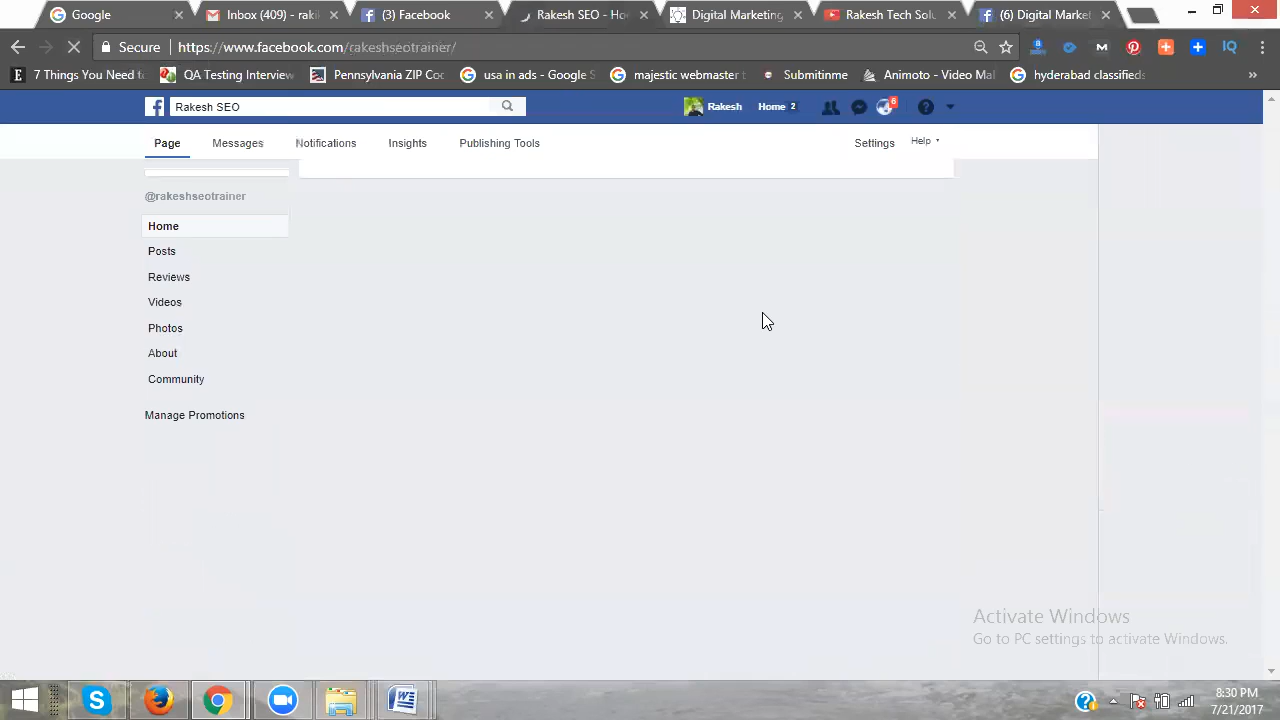 Google
Inbox (409) - raki
(3) Facebook
Rakesh SEO - Ho
Digital Marketing
Rakesh Tech Solu
(6) Digital Marke
Secure
https://www.facebook.com/rakeshseotrainer/
7 Things You Need t
QA Testing Interview
Pennsylvania ZIP Coc
usa in ads - Google S
majestic webmaster t
Submitinme
Animoto - Video Mal
hyderabad classifieds
»
Rakesh SEO
Rakesh
Home 2
6
Page
Messages
Notifications
Insights
Publishing Tools
Settings
Help
@rakeshseotrainer
Home
Posts
Reviews
Videos
Photos
About
Community
Manage Promotions
Activate Windows
Go to PC settings to activate Windows.
8:30 PM
7/21/2017